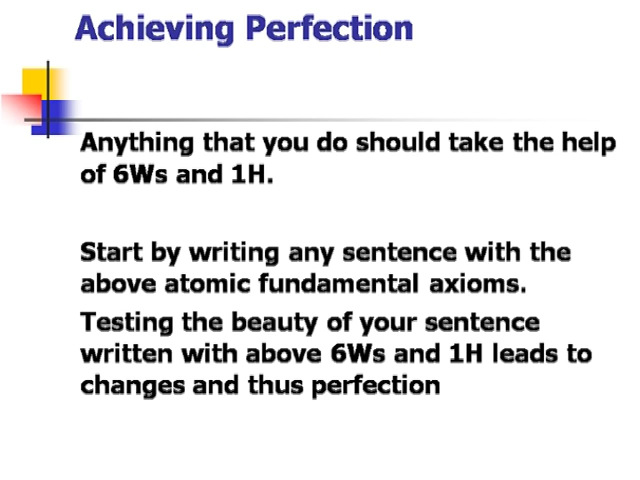 Achieving Perfection
Anything that you do should take the help
of 6Ws and 1H.
Start by writing any sentence with the
above atomic fundamental axioms.
Testing the beauty of your sentence
written with above 6Ws and 1H leads to
changes and thus perfection